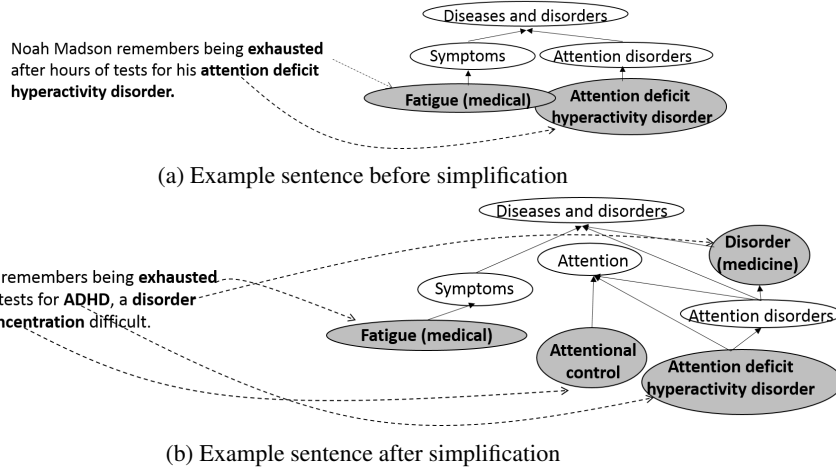 Diseases and disorders
Noah Madson remembers being exhausted
after hours of tests for his attention deficit
hyperactivity disorder.
Symptoms
Attention disorders
Fatigue (medical)
Attention deficit
hyperactivity disorder
(a) Example sentence before simplification
Diseases and disorders
Disorder
(medicine)
Attention
remembers being exhausted
tests for ADHD, a disorder
ncentration difficult.
Symptoms
Attention disorders
Fatigue (medical)
Attentional
control
Attention deficit
hyperactivity disorder
(b) Example sentence after simplification